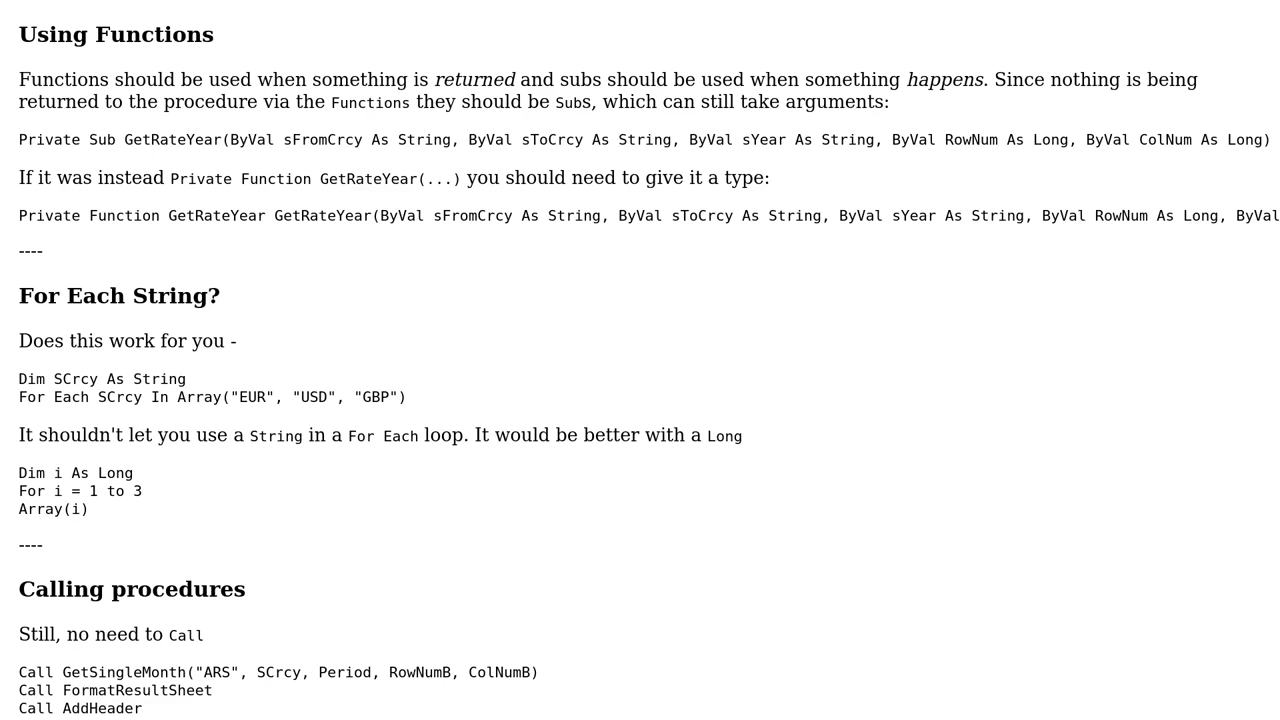 Using Functions
Functions should be used when something is returned and subs should be used when something happens. Since nothing is being
returned to the procedure via the Functions they should be Subs, which can still take arguments:
Private Sub GetRateYear(ByVal sFromCrcy As String, ByVal sToCrcy As String, ByVal sYear As String, ByVal RowNum As Long, ByVal ColNum As Long)
If it was instead Private Function GetRateYear(...) you should need to give it a type:
Private Function GetRateYear GetRateYear(ByVal sFromCrcy As String, ByVal sToCrcy As String, ByVal sYear As String, ByVal RowNum As Long, ByVal
----
For Each String?
Does this work for you -
Dim SCrcy As String
For Each SCrcy In Array("EUR", "USD", "GBP")
It shouldn't let you use a String in a For Each loop. It would be better with a Long
Dim i As Long
For i = 1 to 3
Array(i)
----
Calling procedures
Still, no need to Call
Call GetSingleMonth("ARS", SCrcy, Period, RowNumB, ColNumB)
Call FormatResultSheet
Call AddHeader